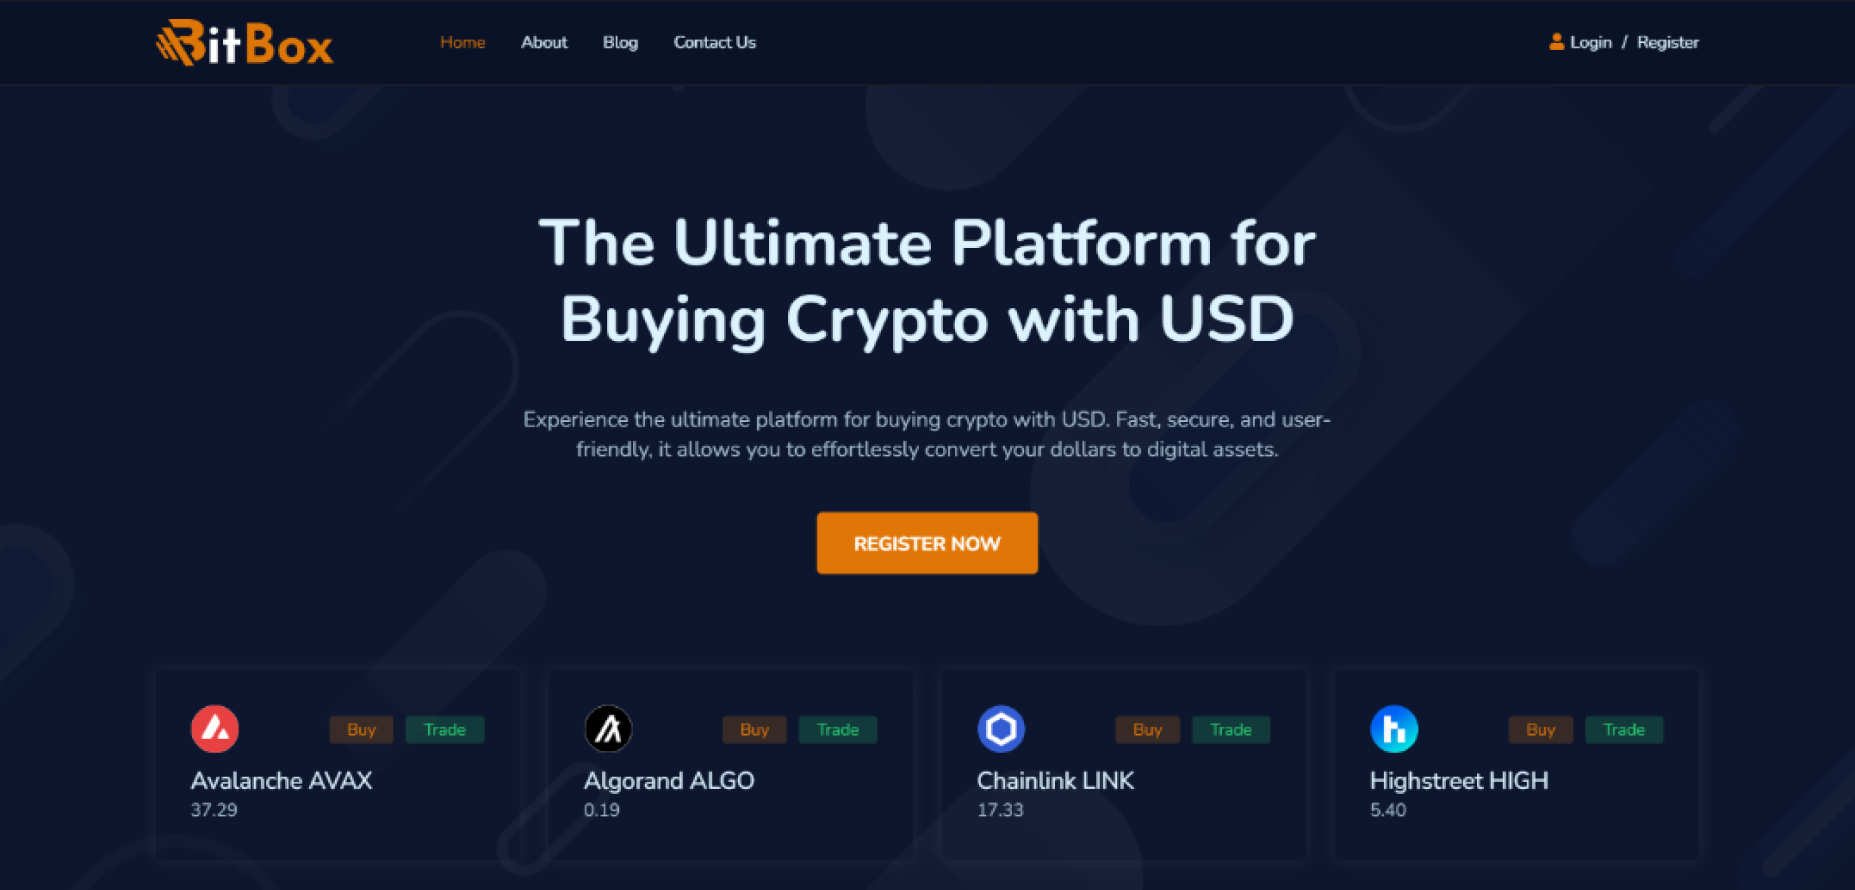 BitBox
Home About Blog Contact Us
Login / Register
The Ultimate Platform for
Buying Crypto with USD
Experience the ultimate platform for buying crypto with USD. Fast, secure, and user-
friendly, it allows you to effortlessly convert your dollars to digital assets.
REGISTER NOW
Buy Trade
Avalanche AVAX
37.29
Buy Trade
Algorand ALGO
0.19
Buy Trade
Chainlink LINK
17.33
Buy Trade
Highstreet HIGH
5.40